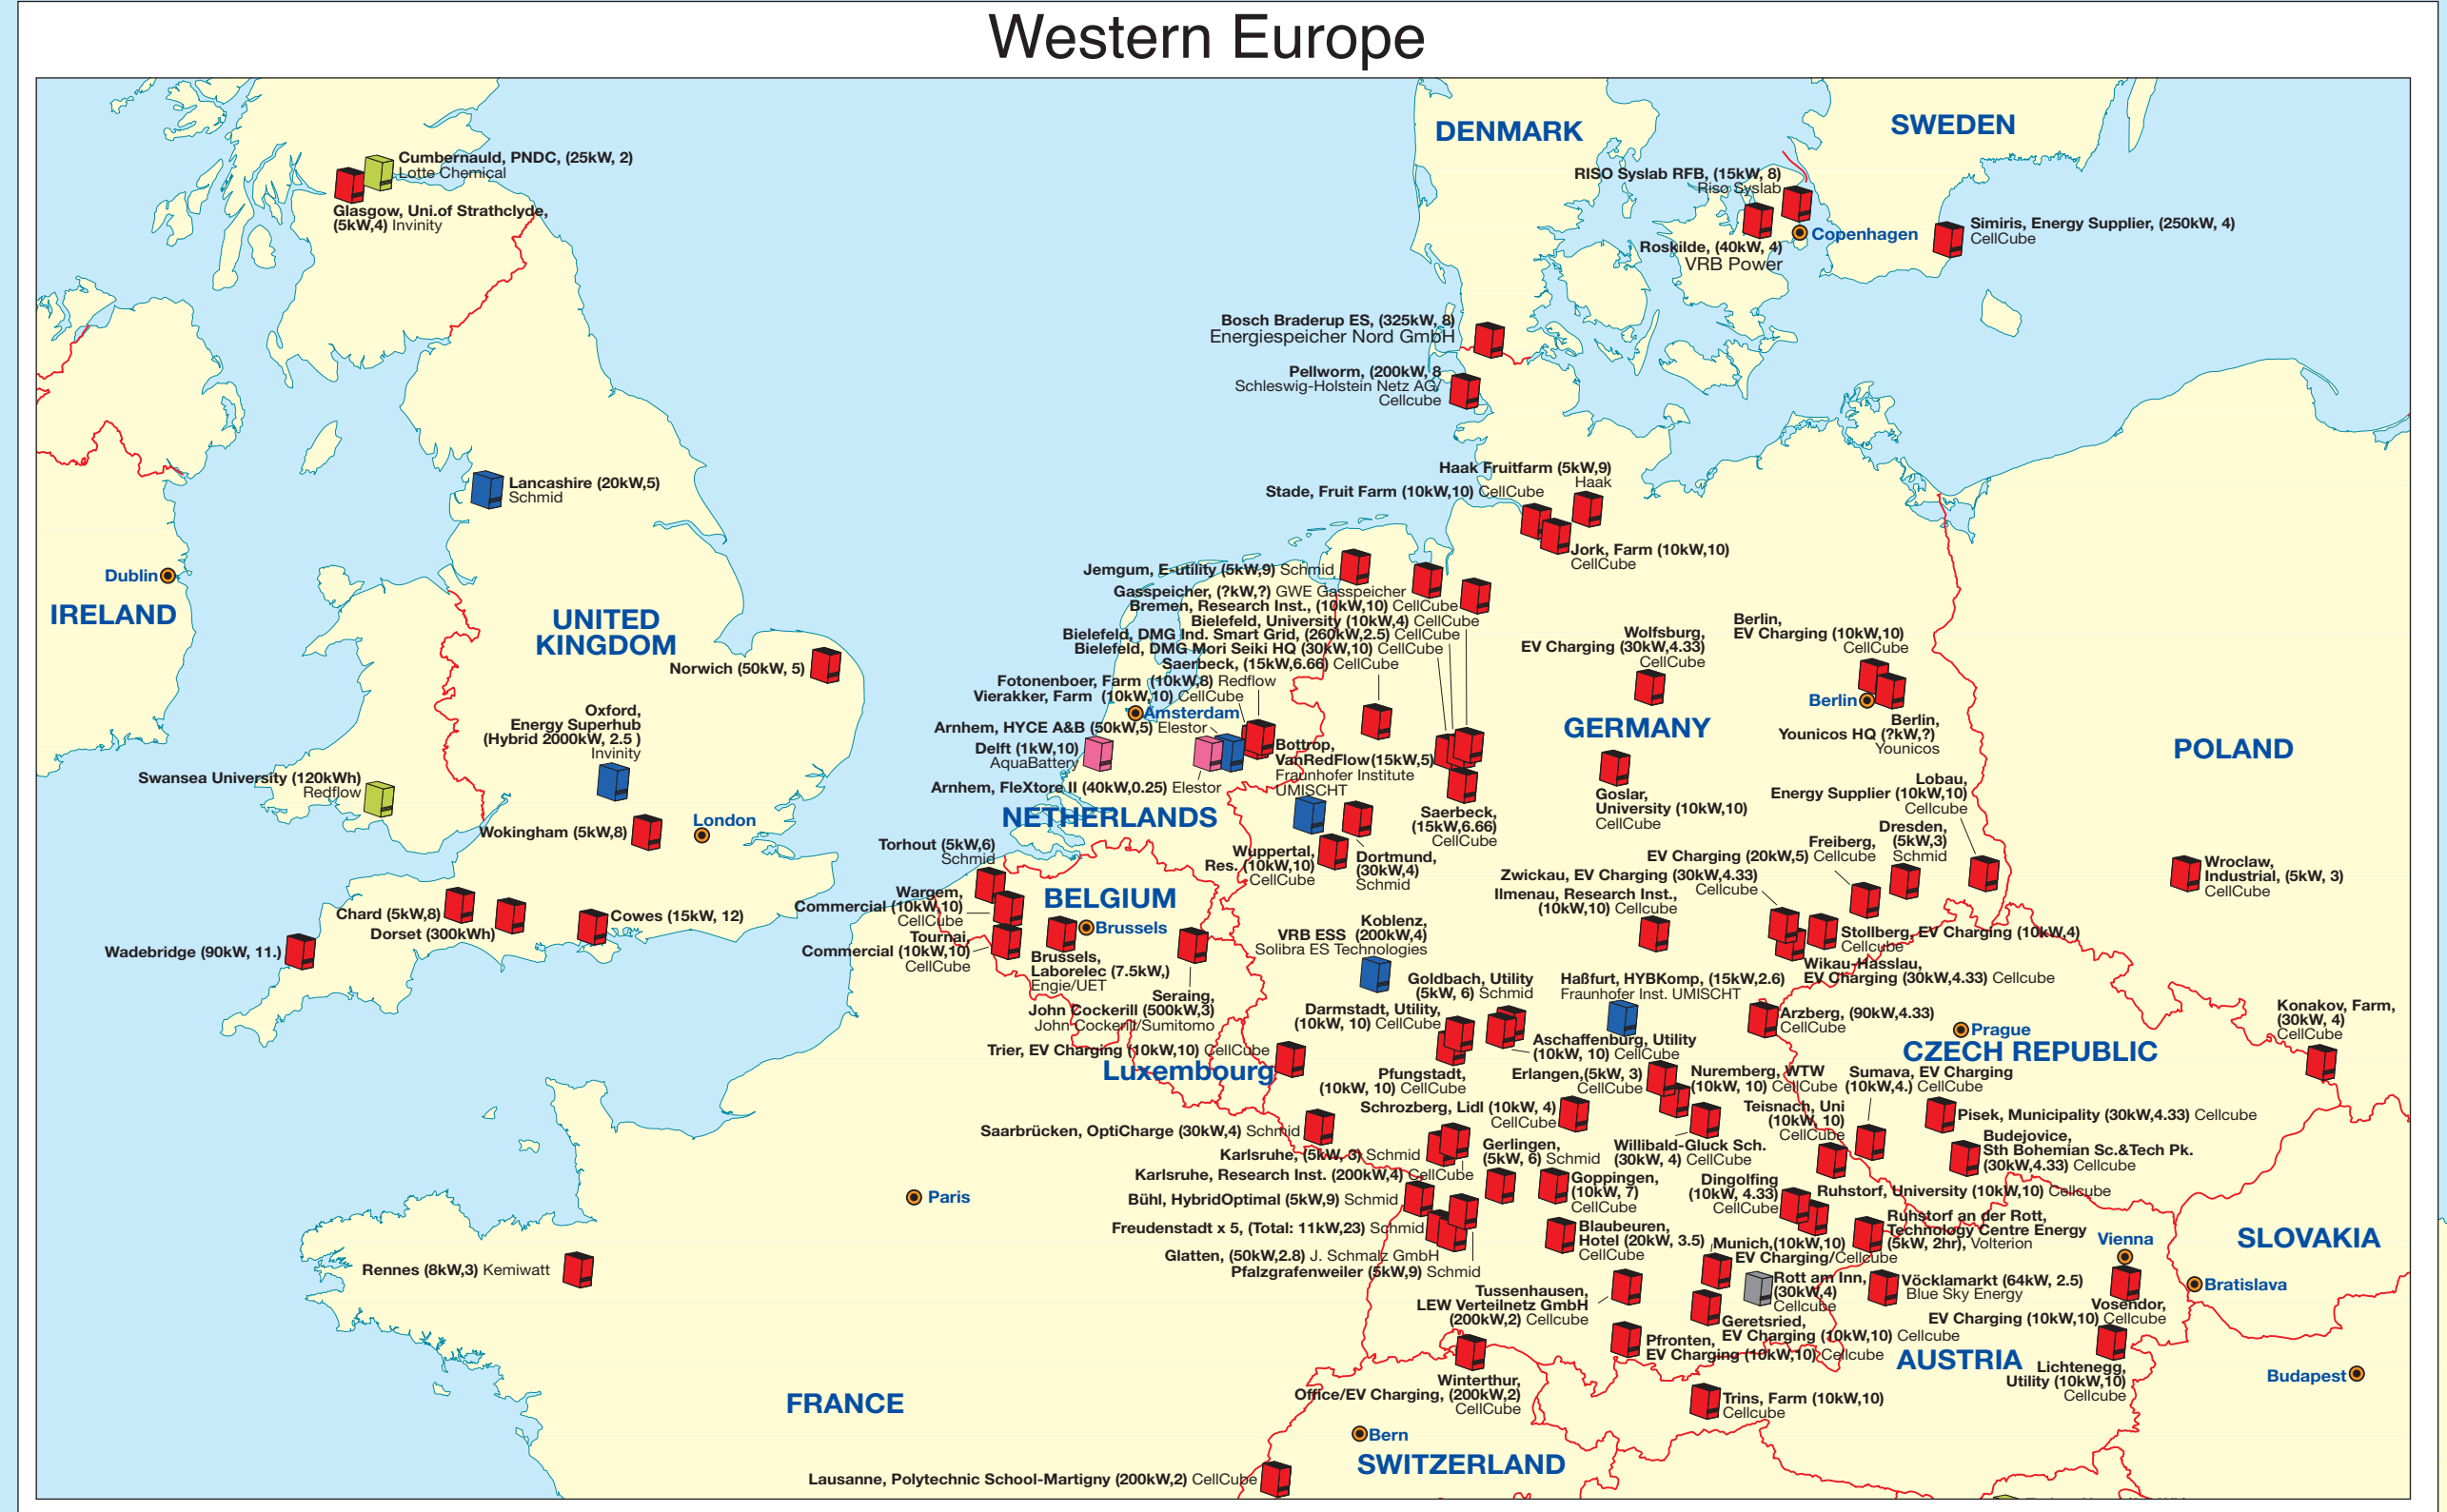 Western Europe
DENMARK
SWEDEN
Cumbernauld, PNDC, (25kW, 2)
Lotte Chemical
Glasgow, Uni.of Strathclyde,
(5kW,4) Invinity
RISO Syslab RFB, (15kW, 8)
Riso Syslab
Copenhagen
Roskilde, (40kW, 4)
VRB Power
Simiris, Energy Supplier, (250kW, 4)
CellCube
Bosch Braderup ES, (325kW, 8)
Energiespeicher Nord GmbH
Pellworm, (200kW, 8
Schleswig-Holstein Netz AG/
Cellcube
Haak Fruitfarm (5kW,9)
Haak
Stade, Fruit Farm (10kW,10) CellCube
Jork, Farm (10kW,10)
CellCube
Lancashire (20kW,5)
Schmid
Dublin
IRELAND
UNITED
KINGDOM
Norwich (50kW, 5)
Oxford,
Energy Superhub
(Hybrid 2000kW, 2.5 )
Invinity
Swansea University (120kWh)
Redflow
London
Wokingham (5kW,8)
Chard (5kW,8)
Dorset (300kWh)
Cowes (15kW, 12)
Wadebridge (90kW, 11.)
Jemgum, E-utility (5kW,9) Schmid
Gasspeicher, (?kW,?) GWE Gasspeicher
Bremen, Research Inst., (10kW,10) CellCube
Bielefeld, University (10kW,4) CellCube
Bielefeld, DMG Ind. Smart Grid, (260kW,2.5) CellCube
Bielefeld, DMG Mori Seiki HQ (30kW,10) CellCube
Saerbeck, (15kW,6.66) CellCube
Fotonenboer, Farm (10kW,8) Redflow
Vierakker, Farm (10kW,10) CellCube
Amsterdam
Arnhem, HYCE A&B (50kW,5) Elestor
Delft (1kW,10)
AquaBattery
Arnhem, FleXtore II (40kW,0.25) Elestor
NETHERLANDS
Bottrop,
VanRedFlow(15kW,5)
Fraunhofer Institute
UMISCHT
Wolfsburg,
EV Charging (30kW,4.33)
CellCube
Berlin,
EV Charging (10kW,10)
CellCube
Berlin
GERMANY
Berlin,
Younicos HQ (?kW,?)
Younicos
POLAND
Goslar,
University (10kW,10)
CellCube
Saerbeck,
(15kW,6.66)
CellCube
Lobau,
Energy Supplier (10kW,10)
Cellcube
Dresden,
(5kW,3)
Schmid
Freiberg,
EV Charging (20kW,5) Cellcube
Zwickau, EV Charging (30kW,4.33)
Cellcube
Ilmenau, Research Inst.,
(10kW,10) Cellcube
Wroclaw,
Industrial, (5kW, 3)
CellCube
Wuppertal,
Res. (10kW,10)
CellCube
Dortmund,
(30kW,4)
Schmid
Torhout (5kW,6)
Schmid
Wargem,
Commercial (10kW,10)
CellCube
Tournai,
Commercial (10kW,10)
CellCube
BELGIUM
Brussels
Brussels,
Laborelec (7.5kW,)
Engie/UET
Seraing,
John Cockerill (500kW,3)
John Cockerill/Sumitomo
Koblenz,
VRB ESS (200kW,4)
Solibra ES Technologies
Stollberg, EV Charging (10kW,4)
Cellcube
Wikau-Hasslau,
EV Charging (30kW,4.33) Cellcube
Goldbach, Utility
(5kW, 6) Schmid
Haßfurt, HYBKomp, (15kW,2.6)
Fraunhofer Inst. UMISCHT
Darmstadt, Utility,
(10kW, 10) CellCube
Arzberg, (90kW,4.33)
CellCube
Aschaffenburg, Utility
(10kW, 10) CellCube
Prague
CZECH REPUBLIC
Konakov, Farm,
(30kW, 4)
CellCube
Trier, EV Charging (10kW,10) CellCube
Luxembourg
Pfungstadt,
(10kW, 10) CellCube
Erlangen,(5kW, 3)
CellCube
Nuremberg, WTW
(10kW, 10) CellCube
Sumava, EV Charging
(10kW,4.) CellCube
Teisnach, Uni
(10kW, 10)
CellCube
Pisek, Municipality (30kW,4.33) Cellcube
Budejovice,
Sth Bohemian Sc.&Tech Pk.
(30kW,4.33) Cellcube
Schrozberg, Lidl (10kW, 4)
CellCube
Saarbrücken, OptiCharge (30kW,4) Schmid
Karlsruhe, (5kW, 3) Schmid
Gerlingen,
(5kW, 6) Schmid
Willibald-Gluck Sch.
(30kW, 4) CellCube
Karlsruhe, Research Inst. (200kW,4) CellCube
Bühl, HybridOptimal (5kW,9) Schmid
Goppingen,
(10kW, 7)
CellCube
Dingolfing
(10kW, 4.33)
CellCube
Ruhstorf, University (10kW,10) Cellcube
Freudenstadt x 5, (Total: 11kW,23) Schmid
Blaubeuren,
Hotel (20kW, 3.5)
CellCube
Ruhstorf an der Rott,
Technology Centre Energy
(5kW, 2hr), Volterion
Munich,(10kW,10)
EV Charging/Cellcube
Glatten, (50kW,2.8) J. Schmalz GmbH
Pfalzgrafenweiler (5kW,9) Schmid
Paris
Rennes (8kW,3) Kemiwatt
Tussenhausen,
LEW Verteilnetz GmbH
(200kW,2) Cellcube
Rott am Inn,
(30kW,4)
Cellcube
Vöcklamarkt (64kW, 2.5)
Blue Sky Energy
Vienna
SLOVAKIA
Bratislava
Vosendor,
EV Charging (10kW,10) Cellcube
Geretsried,
EV Charging (10kW,10) Cellcube
Pfronten,
EV Charging (10kW,10) Cellcube
AUSTRIA
Lichtenegg,
Utility (10kW,10)
Cellcube
Budapest
Winterthur,
Office/EV Charging, (200kW,2)
CellCube
Trins, Farm (10kW,10)
Cellcube
FRANCE
Bern
SWITZERLAND
Lausanne, Polytechnic School-Martigny (200kW,2) CellCube